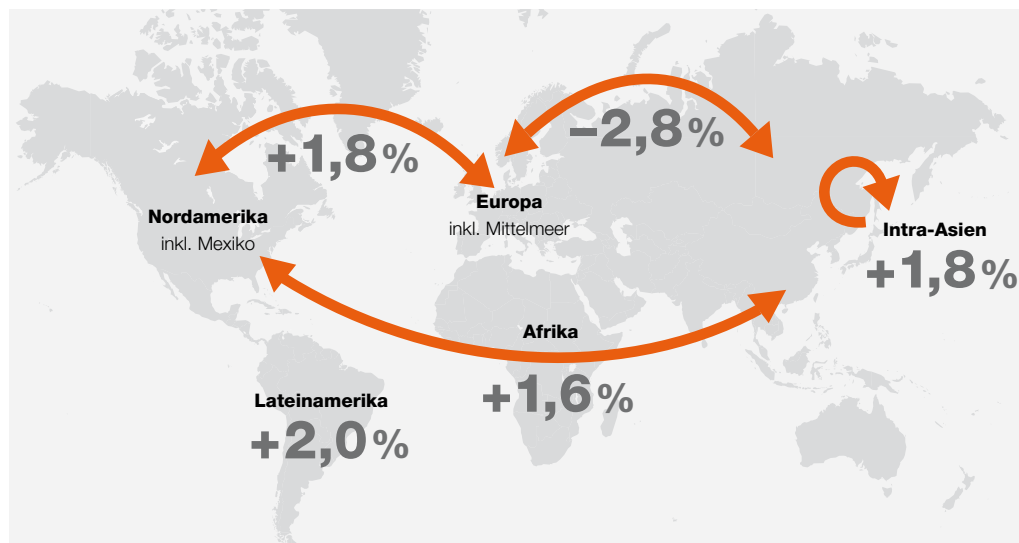 –2,8 %
+1,8 %
Europa
inkl. Mittelmeer
Nordamerika
inkl. Mexiko
Intra-Asien
+1,8 %
Afrika
+1,6 %
Lateinamerika
+2,0 %